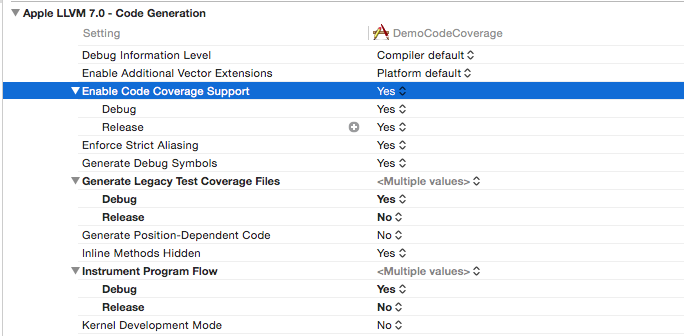 Apple LLVM 7.0 - Code Generation
Setting DemoCodeCoverage
Debug Information Level Compiler default
Enable Additional Vector Extensions Platform default
Enable Code Coverage Support Yes
Debug Yes
Release Yes
Enforce Strict Aliasing Yes
Generate Debug Symbols Yes
Generate Legacy Test Coverage Files <Multiple values>
Debug Yes
Release No
Generate Position-Dependent Code No
Inline Methods Hidden Yes
Instrument Program Flow <Multiple values>
Debug Yes
Release No
Kernel Development Mode No